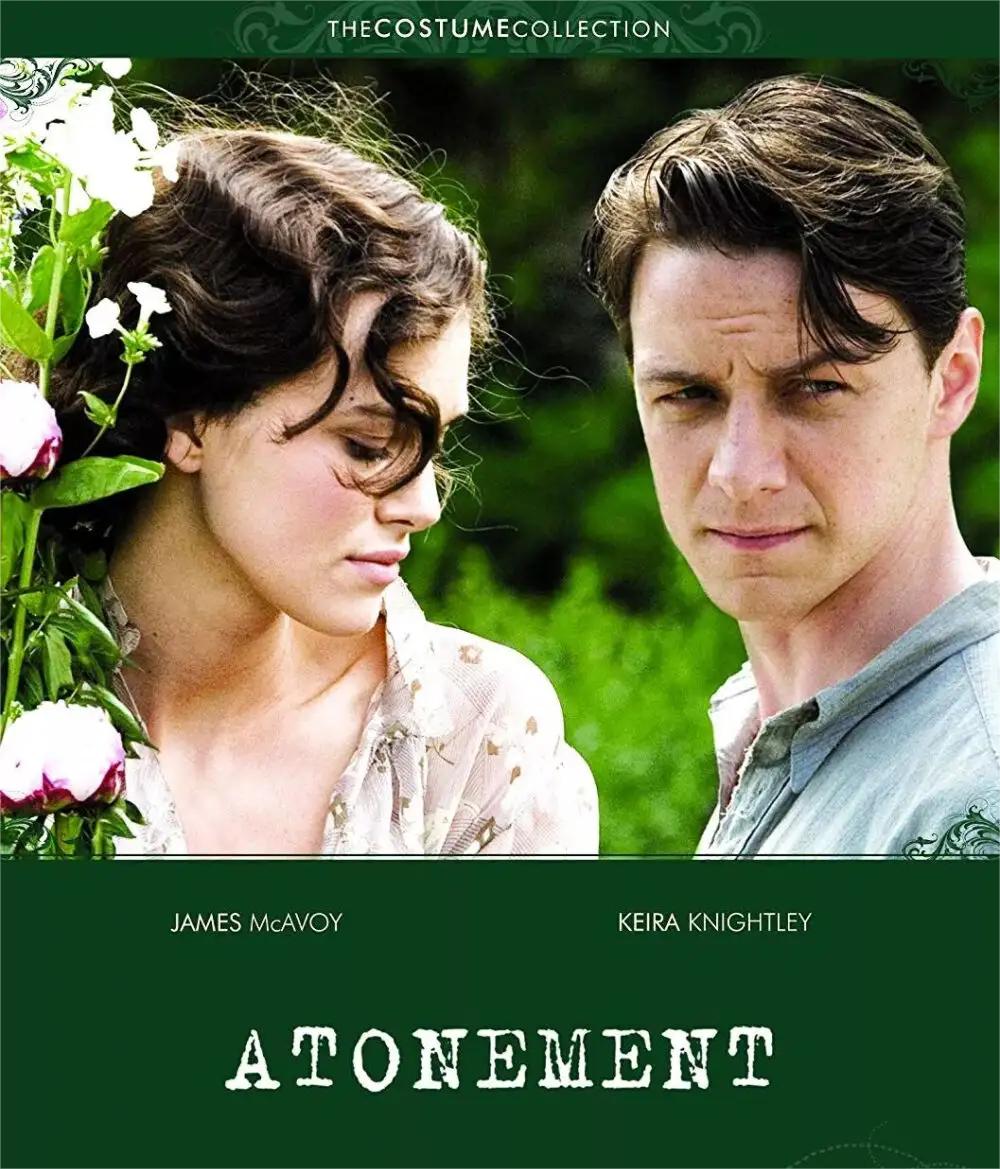 THECOSTUMECOLLECTION
JAMES McAVOY
KEIRA KNIGHTLEY
ATONEMENT